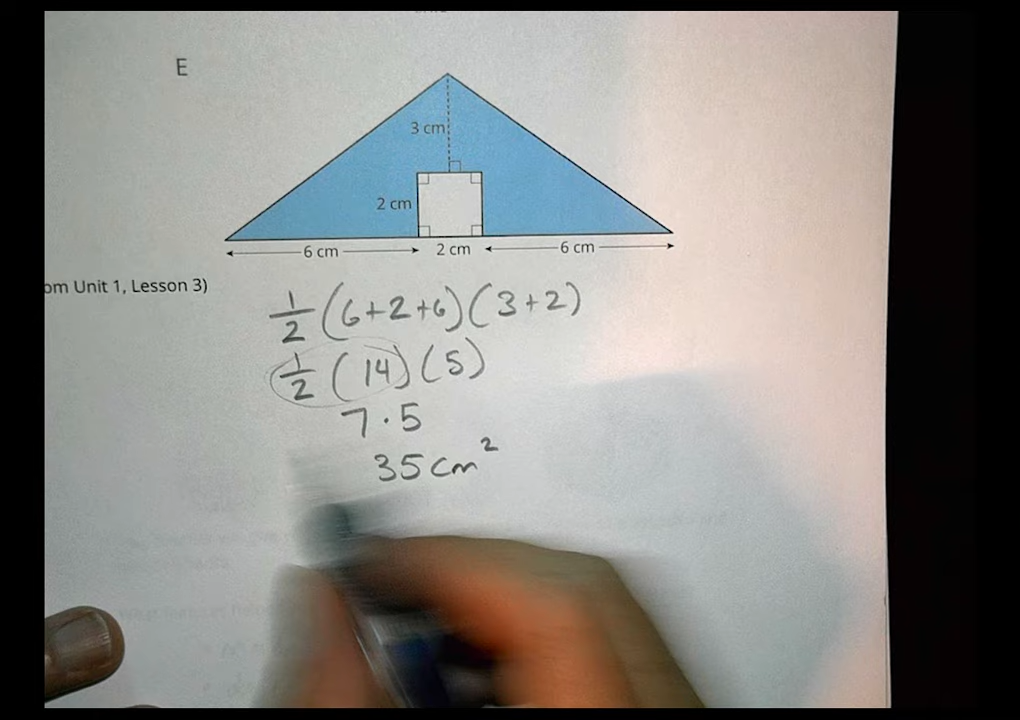 E
3 cm
2 cm
6 cm 2 cm 6 cm
om Unit 1, Lesson 3)
1/2 (6+2+6)(3+2)
1/2 (14)(5)
7·5
35 cm²